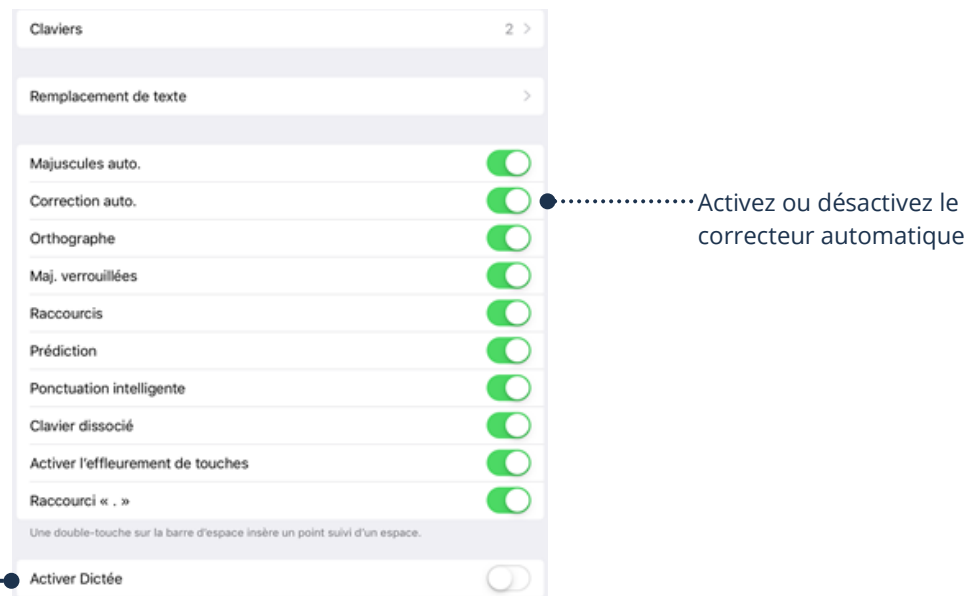 Claviers 2 >
Remplacement de texte >
Majuscules auto.
Correction auto.
Activez ou désactivez le
correcteur automatique
Orthographe
Maj. verrouillées
Raccourcis
Prédiction
Ponctuation intelligente
Clavier dissocié
Activer l'effleurement de touches
Raccourci « . »
Une double-touche sur la barre d'espace insère un point suivi d'un espace.
Activer Dictée